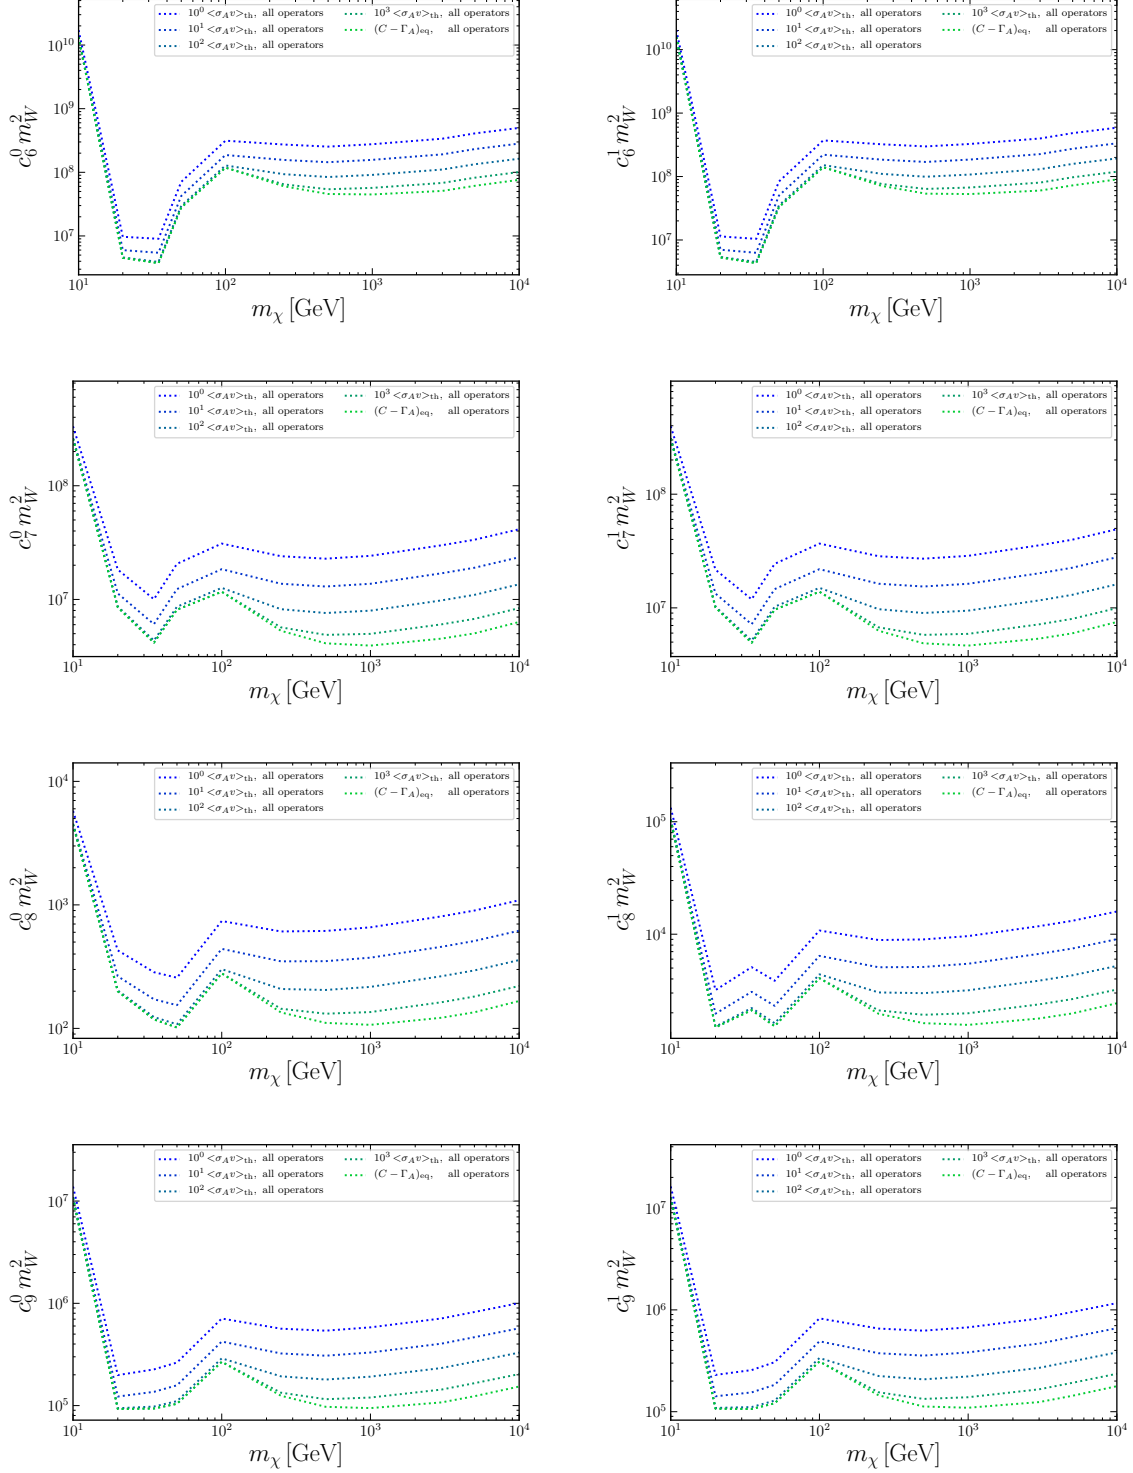 10^0 <σ_A v>_th, all operators 10^3 <σ_A v>_th, all operators
10^1 <σ_A v>_th, all operators (C − Γ_A)_eq, all operators
10^2 <σ_A v>_th, all operators
10^10
10^9
10^8
10^7
c_6^0 m_W^2
10^1 10^2 10^3 10^4
m_χ [GeV]
10^0 <σ_A v>_th, all operators 10^3 <σ_A v>_th, all operators
10^1 <σ_A v>_th, all operators (C − Γ_A)_eq, all operators
10^2 <σ_A v>_th, all operators
10^10
10^9
10^8
10^7
c_6^1 m_W^2
10^1 10^2 10^3 10^4
m_χ [GeV]
10^0 <σ_A v>_th, all operators 10^3 <σ_A v>_th, all operators
10^1 <σ_A v>_th, all operators (C − Γ_A)_eq, all operators
10^2 <σ_A v>_th, all operators
10^8
10^7
c_7^0 m_W^2
10^1 10^2 10^3 10^4
m_χ [GeV]
10^0 <σ_A v>_th, all operators 10^3 <σ_A v>_th, all operators
10^1 <σ_A v>_th, all operators (C − Γ_A)_eq, all operators
10^2 <σ_A v>_th, all operators
10^8
10^7
c_7^1 m_W^2
10^1 10^2 10^3 10^4
m_χ [GeV]
10^0 <σ_A v>_th, all operators 10^3 <σ_A v>_th, all operators
10^1 <σ_A v>_th, all operators (C − Γ_A)_eq, all operators
10^2 <σ_A v>_th, all operators
10^4
10^3
10^2
c_8^0 m_W^2
10^1 10^2 10^3 10^4
m_χ [GeV]
10^0 <σ_A v>_th, all operators 10^3 <σ_A v>_th, all operators
10^1 <σ_A v>_th, all operators (C − Γ_A)_eq, all operators
10^2 <σ_A v>_th, all operators
10^5
10^4
c_8^1 m_W^2
10^1 10^2 10^3 10^4
m_χ [GeV]
10^0 <σ_A v>_th, all operators 10^3 <σ_A v>_th, all operators
10^1 <σ_A v>_th, all operators (C − Γ_A)_eq, all operators
10^2 <σ_A v>_th, all operators
10^7
10^6
10^5
c_9^0 m_W^2
10^1 10^2 10^3 10^4
m_χ [GeV]
10^0 <σ_A v>_th, all operators 10^3 <σ_A v>_th, all operators
10^1 <σ_A v>_th, all operators (C − Γ_A)_eq, all operators
10^2 <σ_A v>_th, all operators
10^7
10^6
10^5
c_9^1 m_W^2
10^1 10^2 10^3 10^4
m_χ [GeV]